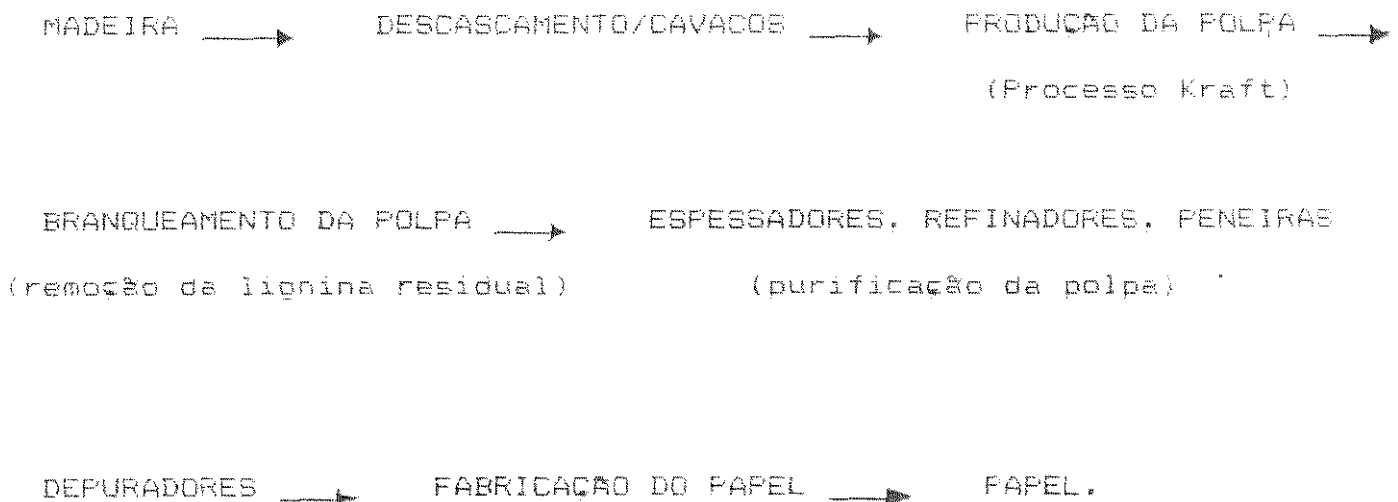 MADEIRA DESCASCAMENTO/CAVACOS PRODUÇÃO DA POLPA
(Processo Kraft)
BRANQUEAMENTO DA POLPA ESPESSADORES. REFINADORES. PENEIRAS
(remoção da lignina residual) (purificação da polpa)
DEPURADORES FABRICAÇÃO DO PAPEL PAPEL.